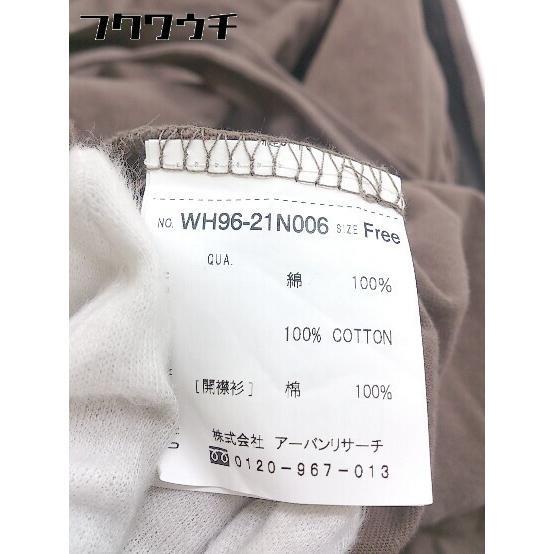 フクワウチ
NO. WH96-21N006 SIZE Free
QUA.
綿 100%
100% COTTON
[開襟衫] 棉 100%
株式会社 アーバンリサーチ
0120-967-013